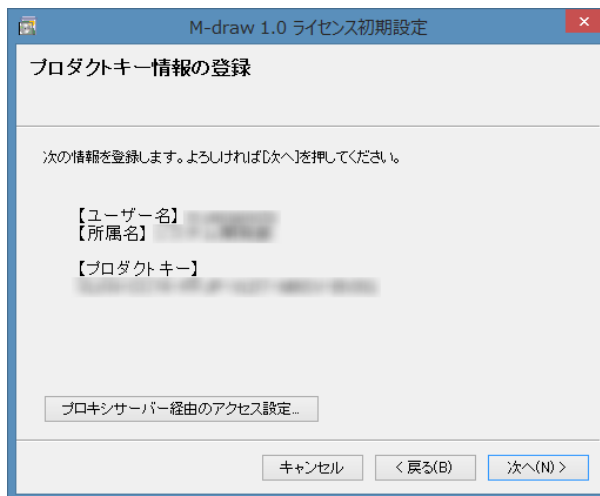 M-draw 1.0 ライセンス初期設定
プロダクトキー情報の登録
次の情報を登録します。よろしければ[次へ]を押してください。
【ユーザー名】
【所属名】
【プロダクトキー】
プロキシサーバー経由のアクセス設定...
キャンセル
< 戻る(B)
次へ(N) >